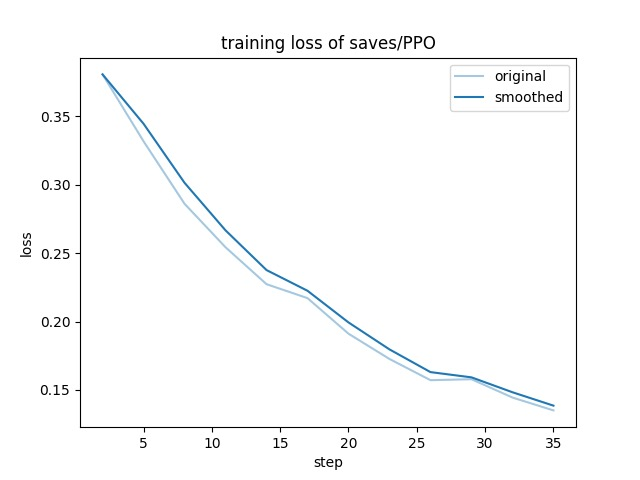 training loss of saves/PPO
original
smoothed
loss
0.35
0.30
0.25
0.20
0.15
5 10 15 20 25 30 35
step